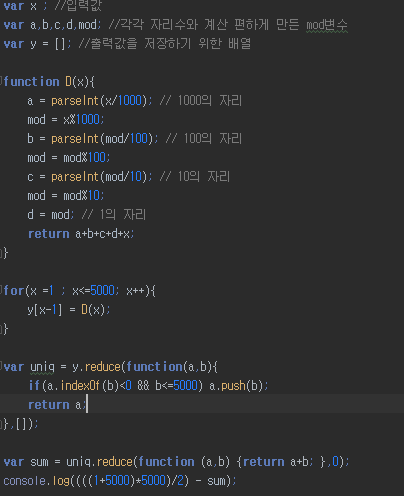 var x ; //입력값
var a,b,c,d,mod; //각각 자리수와 계산 편하게 만든 mod변수
var y = []; //출력값을 저장하기 위한 배열
function D(x){
a = parseInt(x/1000); // 1000의 자리
mod = x%1000;
b = parseInt(mod/100); // 100의 자리
mod = mod%100;
c = parseInt(mod/10); // 10의 자리
mod = mod%10;
d = mod; // 1의 자리
return a+b+c+d+x;
}
for(x =1 ; x<=5000; x++){
y[x-1] = D(x);
}
var uniq = y.reduce(function(a,b){
if(a.indexOf(b)<0 && b<=5000) a.push(b);
return a;
},[]);
var sum = uniq.reduce(function (a,b) {return a+b; },0);
console.log((((1+5000)*5000)/2) - sum);